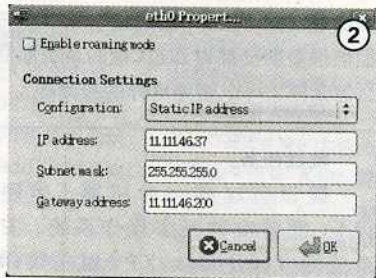 eth0 Propert...
2
Enable roaming mode
Connection Settings
Configuration: Static IP address
IP address: 11.111.46.37
Subnet mask: 255.255.255.0
Gateway address: 11.111.46.200
Cancel OK